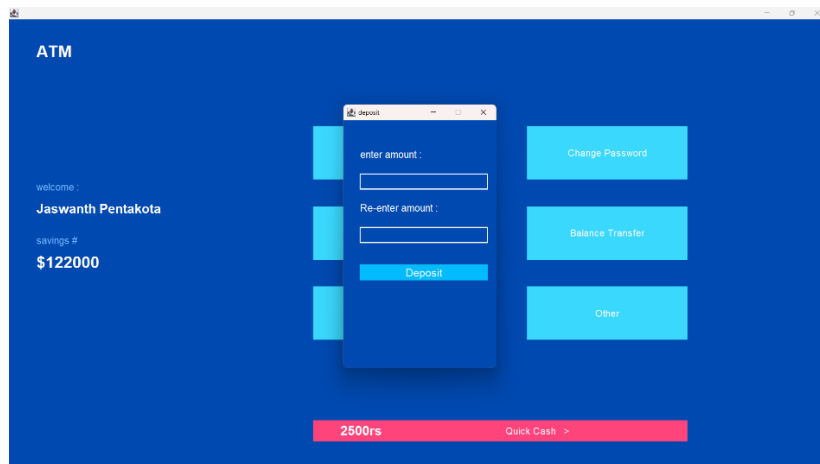 ATM
welcome :
Jaswanth Pentakota
savings #
$122000
deposit
enter amount :
Re-enter amount :
Deposit
Change Password
Balance Transfer
Other
2500rs
Quick Cash >